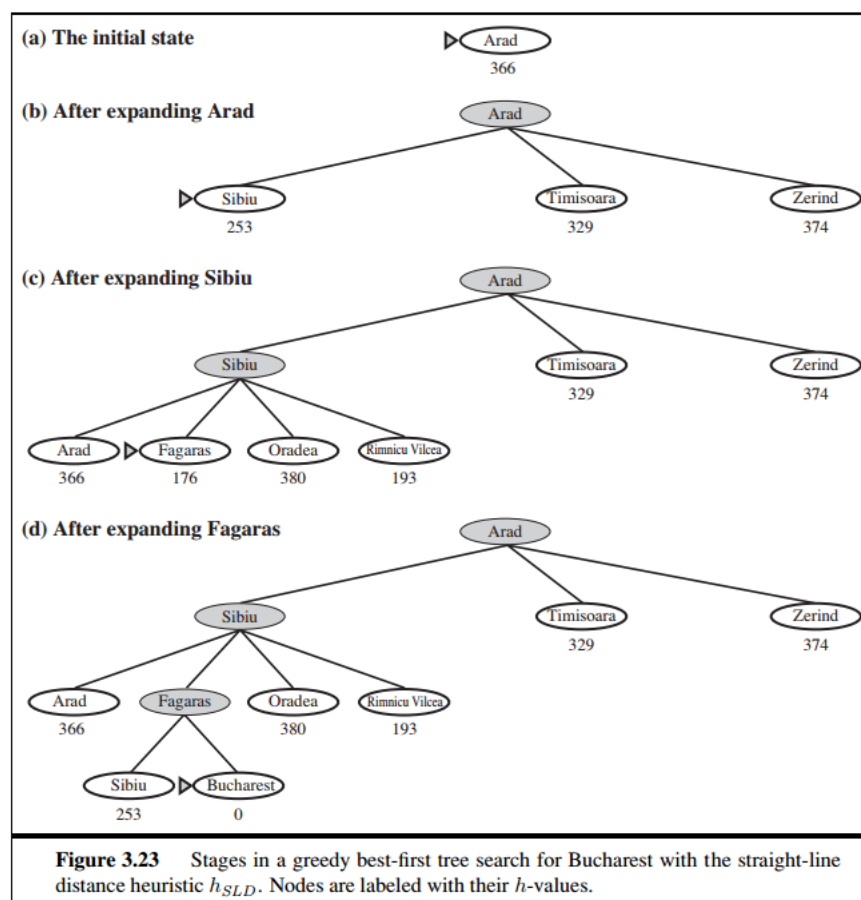 (a) The initial state
Arad
366
(b) After expanding Arad
Arad
Sibiu
Timisoara
Zerind
253
329
374
(c) After expanding Sibiu
Arad
Sibiu
Timisoara
Zerind
329
374
Arad
Fagaras
Oradea
Rimnicu Vilcea
366
176
380
193
(d) After expanding Fagaras
Arad
Sibiu
Timisoara
Zerind
329
374
Arad
Fagaras
Oradea
Rimnicu Vilcea
366
380
193
Sibiu
Bucharest
253
0
Figure 3.23 Stages in a greedy best-first tree search for Bucharest with the straight-line
distance heuristic hSLD. Nodes are labeled with their h-values.